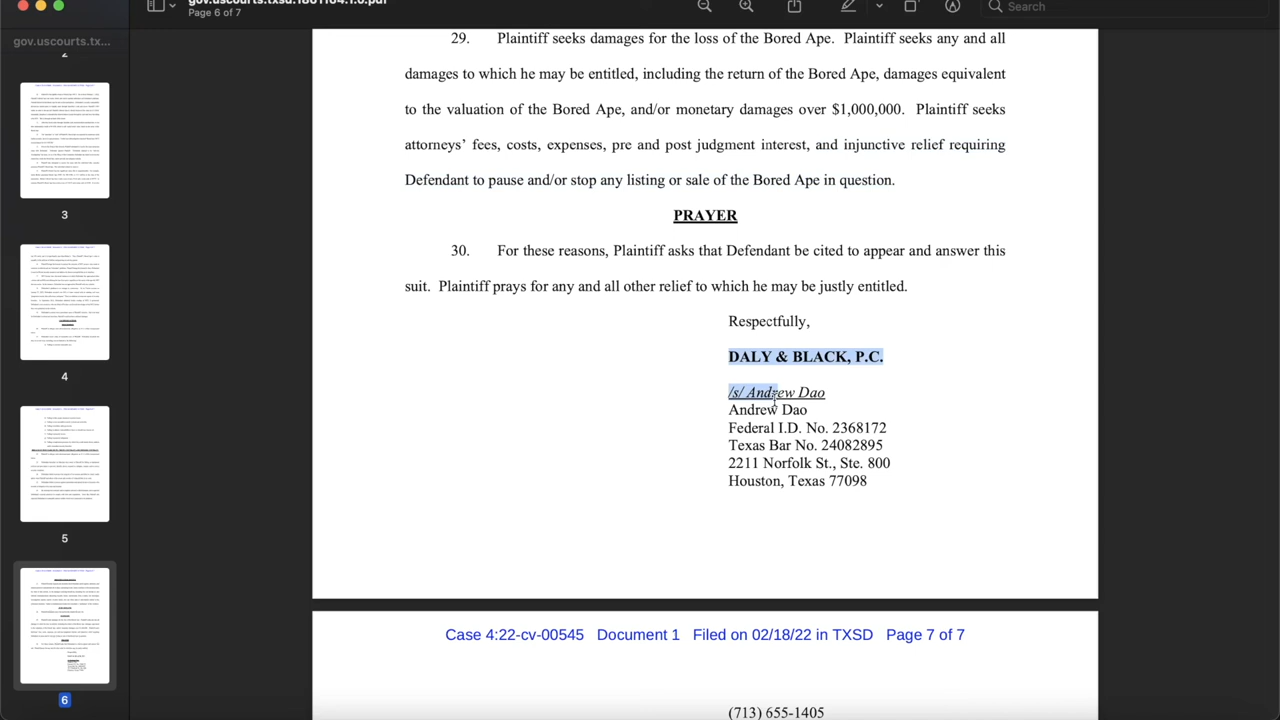 gov.uscourts.txsd.1861184.1.0.pdf
Page 6 of 7
Search
gov.uscourts.tx...
2
3
4
5
6
29. Plaintiff seeks damages for the loss of the Bored Ape. Plaintiff seeks any and all
damages to which he may be entitled, including the return of the Bored Ape, damages equivalent
to the valuation of the Bored Ape, and/or monetary damages over $1,000,000. Plaintiff seeks
attorneys' fees, costs, expenses, pre and post judgment interest, and injunctive relief requiring
Defendant to pause and/or stop any listing or sale of the Bored Ape in question.
PRAYER
30. For these reasons, Plaintiff asks that Defendant be cited to appear and answer this
suit. Plaintiff prays for any and all other relief to which he may be justly entitled.
Respectfully,
DALY & BLACK, P.C.
/s/ Andrew Dao
Andrew Dao
Federal I.D. No. 2368172
Texas Bar No. 24082895
2211 Norfolk St., Ste. 800
Houston, Texas 77098
Case 4:22-cv-00545 Document 1 Filed on 02/18/22 in TXSD Page 7 of 7
(713) 655-1405